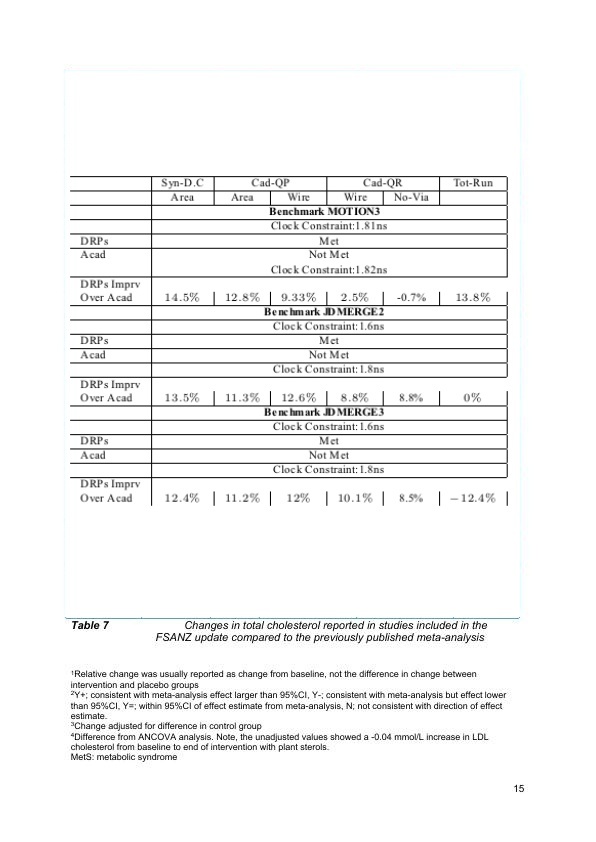 Syn-D.C Cad-QP Cad-QR Tot-Run
Area Area Wire Wire No-Via
Benchmark MOTION3
Clock Constraint:1.81ns
DRPs Met
Acad Not Met
Clock Constraint:1.82ns
DRPs Imprv
Over Acad 14.5% 12.8% 9.33% 2.5% -0.7% 13.8%
Benchmark JDMERGE2
Clock Constraint:1.6ns
DRPs Met
Acad Not Met
Clock Constraint:1.8ns
DRPs Imprv
Over Acad 13.5% 11.3% 12.6% 8.8% 8.8% 0%
Benchmark JDMERGE3
Clock Constraint:1.6ns
DRPs Met
Acad Not Met
Clock Constraint:1.8ns
DRPs Imprv
Over Acad 12.4% 11.2% 12% 10.1% 8.5% −12.4%
Table 7 Changes in total cholesterol reported in studies included in the
FSANZ update compared to the previously published meta-analysis
¹Relative change was usually reported as change from baseline, not the difference in change between
intervention and placebo groups
²Y+; consistent with meta-analysis effect larger than 95%CI, Y-; consistent with meta-analysis but effect lower
than 95%CI, Y=; within 95%CI of effect estimate from meta-analysis, N; not consistent with direction of effect
estimate.
³Change adjusted for difference in control group
⁴Difference from ANCOVA analysis. Note, the unadjusted values showed a -0.04 mmol/L increase in LDL
cholesterol from baseline to end of intervention with plant sterols.
MetS: metabolic syndrome
15